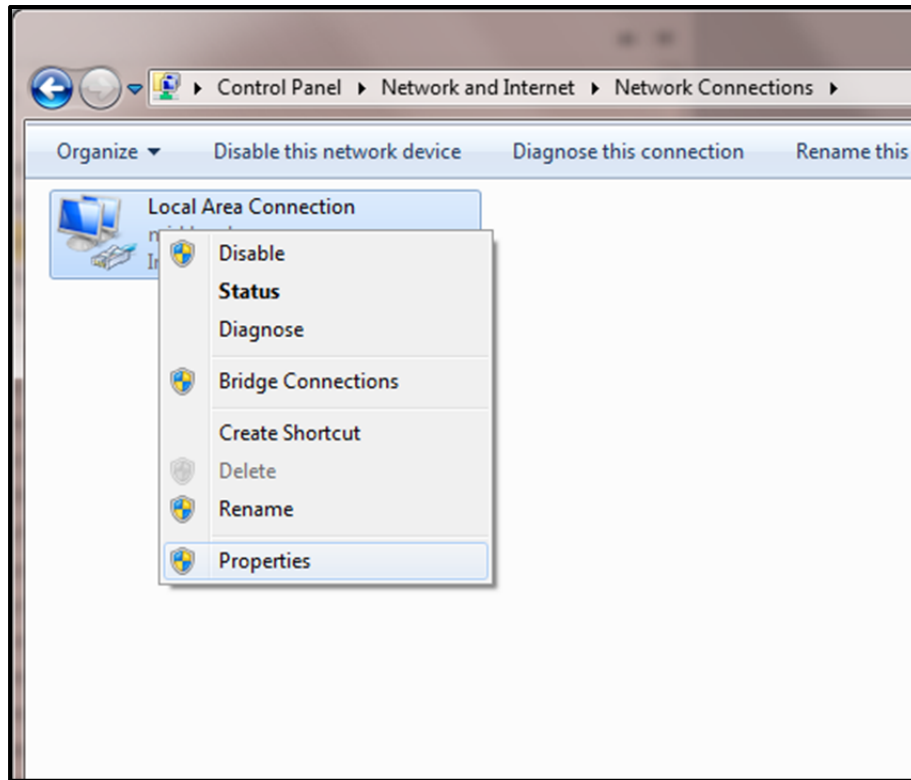 Control Panel Network and Internet Network Connections
Organize Disable this network device Diagnose this connection Rename this
Local Area Connection
Disable
Status
Diagnose
Bridge Connections
Create Shortcut
Delete
Rename
Properties